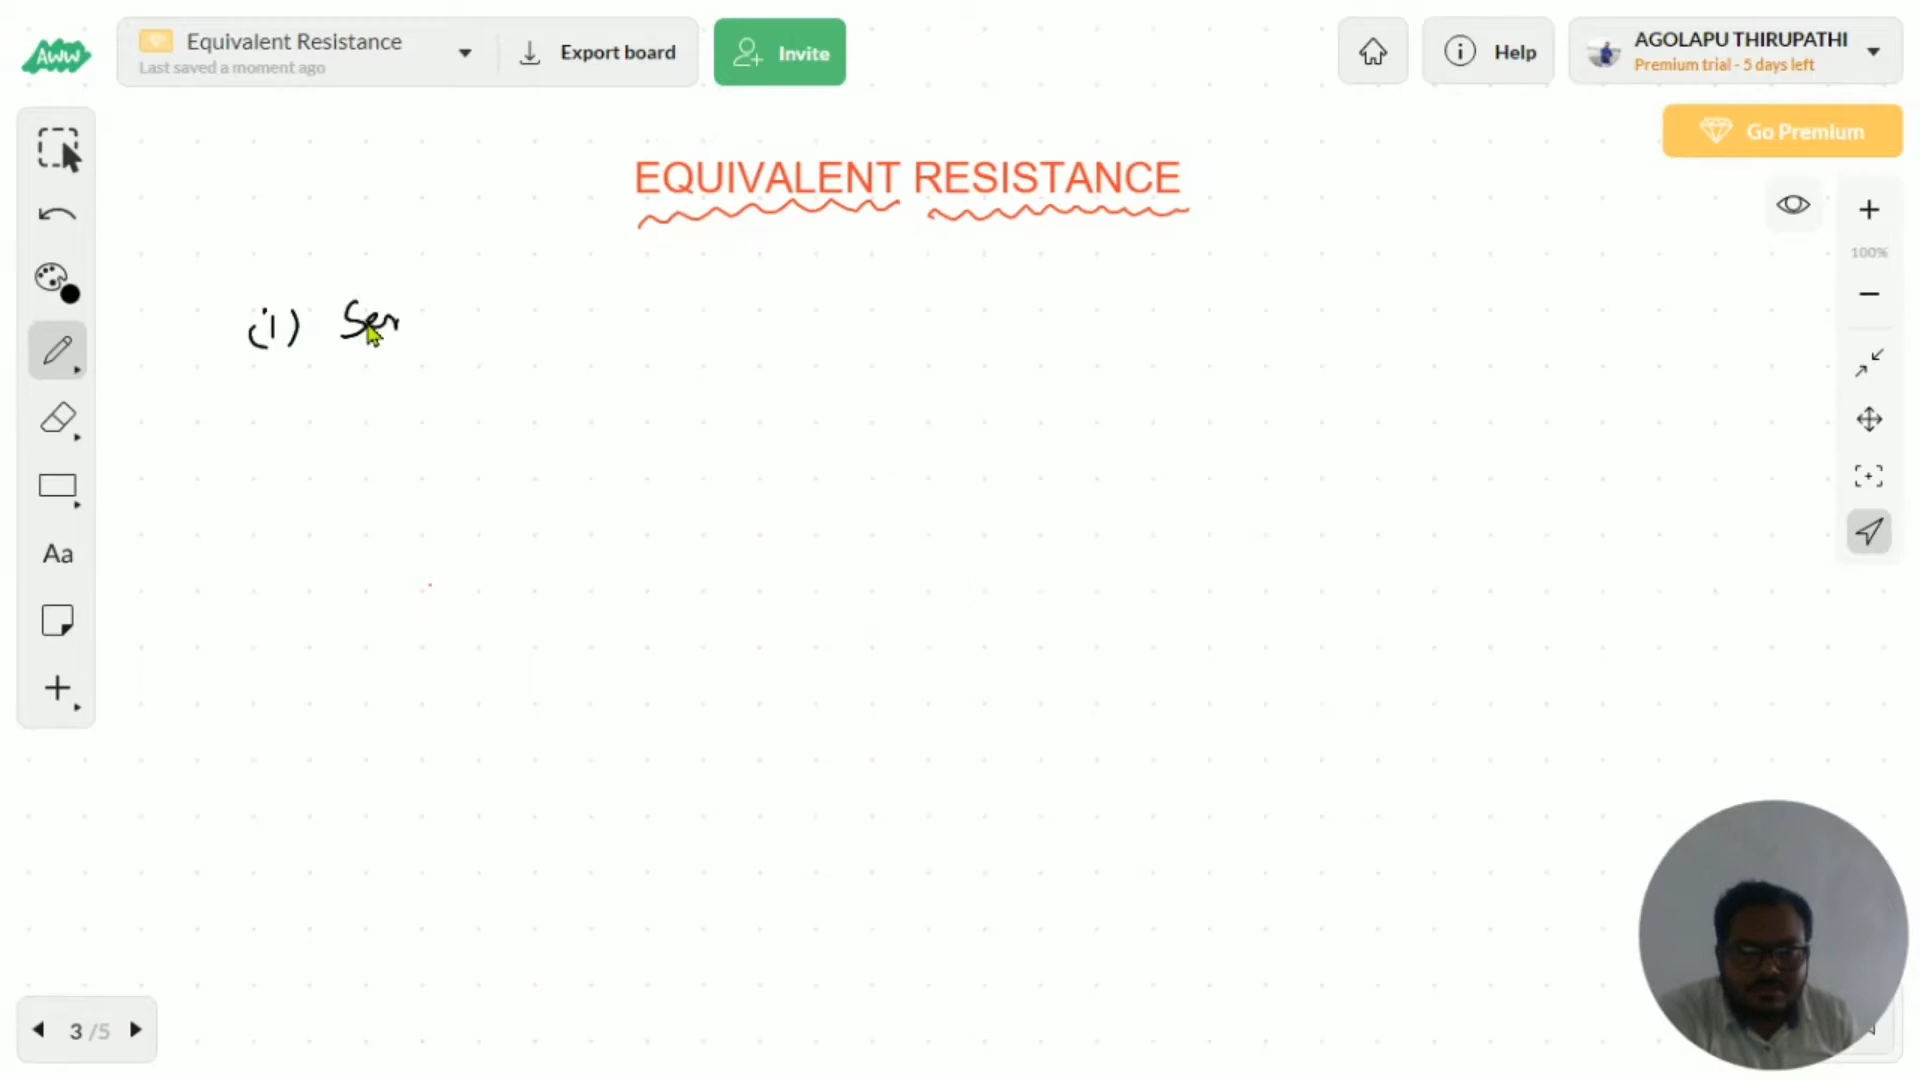 AWW
Equivalent Resistance
Last saved a moment ago
Export board
Invite
Help
AGOLAPU THIRUPATHI
Premium trial - 5 days left
Go Premium
EQUIVALENT RESISTANCE
100%
(i) Ser
Aa
3 /5